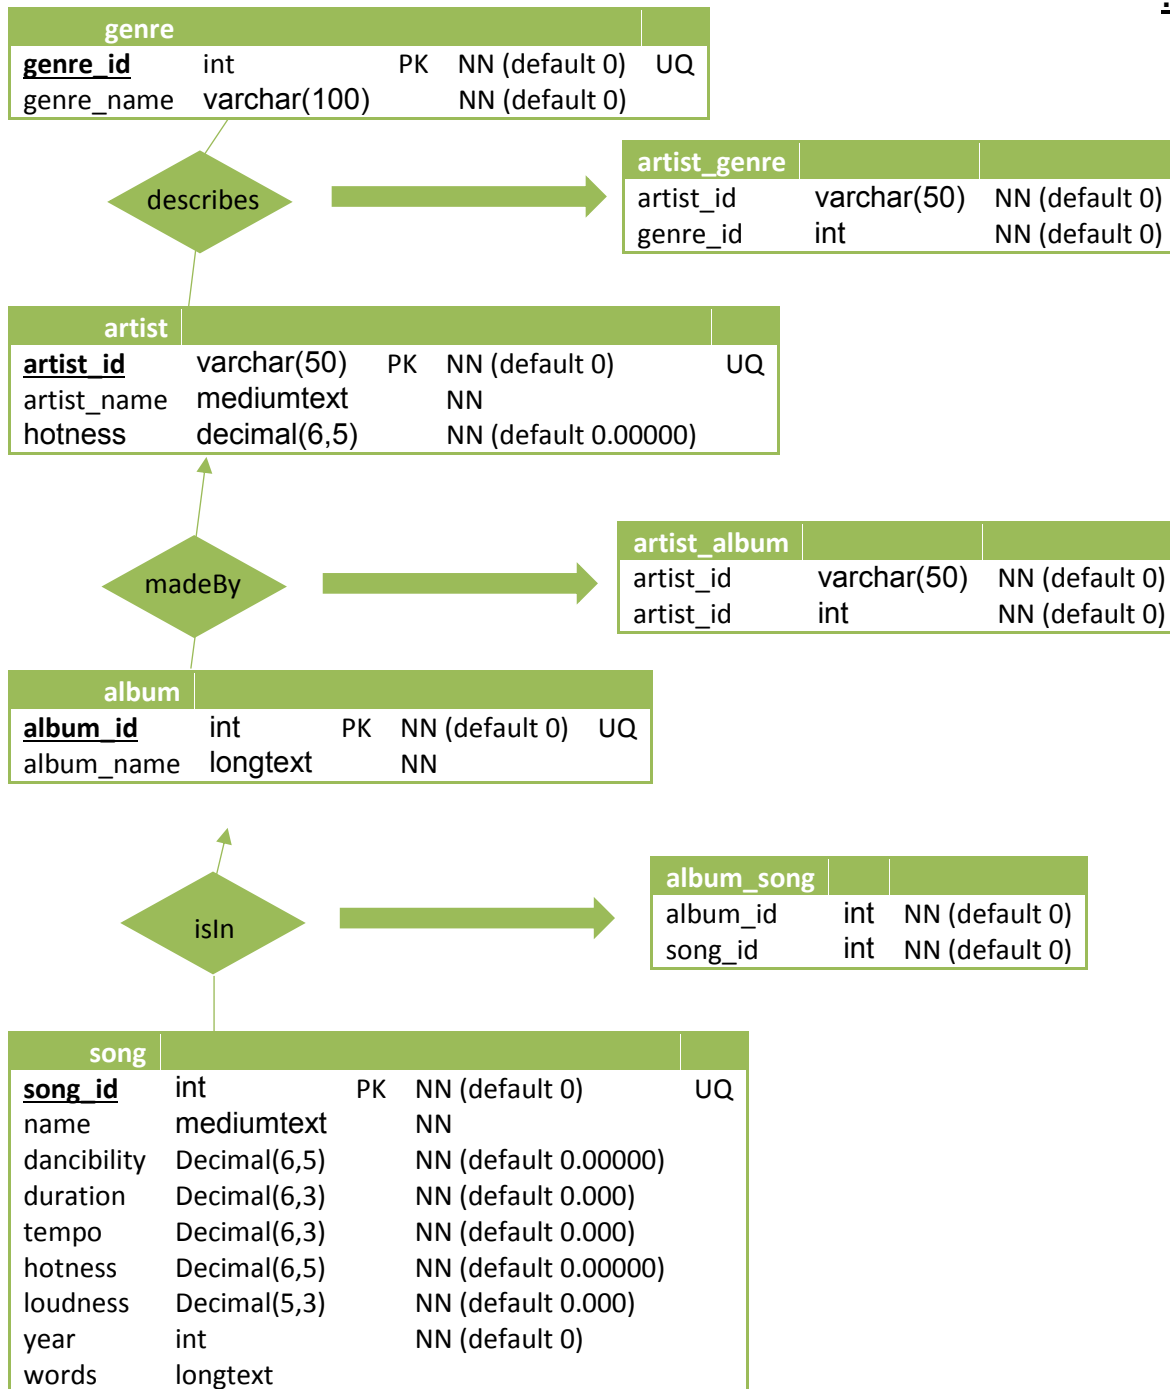 genre
genre_id int PK NN (default 0) UQ
genre_name varchar(100) NN (default 0)
describes
artist_genre
artist_id varchar(50) NN (default 0)
genre_id int NN (default 0)
artist
artist_id varchar(50) PK NN (default 0) UQ
artist_name mediumtext NN
hotness decimal(6,5) NN (default 0.00000)
madeBy
artist_album
artist_id varchar(50) NN (default 0)
artist_id int NN (default 0)
album
album_id int PK NN (default 0) UQ
album_name longtext NN
isIn
album_song
album_id int NN (default 0)
song_id int NN (default 0)
song
song_id int PK NN (default 0) UQ
name mediumtext NN
dancibility Decimal(6,5) NN (default 0.00000)
duration Decimal(6,3) NN (default 0.000)
tempo Decimal(6,3) NN (default 0.000)
hotness Decimal(6,5) NN (default 0.00000)
loudness Decimal(5,3) NN (default 0.000)
year int NN (default 0)
words longtext